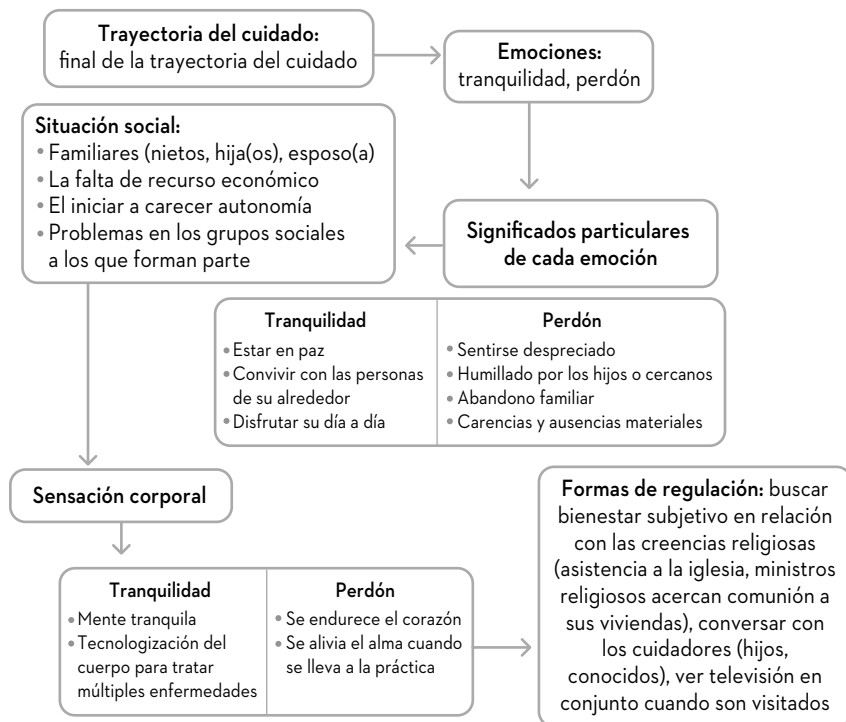 Trayectoria del cuidado:
final de la trayectoria del cuidado
Emociones:
tranquilidad, perdón
Situación social:
• Familiares (nietos, hija(os), esposo(a)
• La falta de recurso económico
• El iniciar a carecer autonomía
• Problemas en los grupos sociales
a los que forman parte
Significados particulares
de cada emoción
Tranquilidad
• Estar en paz
• Convivir con las personas
de su alrededor
• Disfrutar su día a día
Perdón
• Sentirse despreciado
• Humillado por los hijos o cercanos
• Abandono familiar
• Carencias y ausencias materiales
Sensación corporal
Tranquilidad
• Mente tranquila
• Tecnologización del
cuerpo para tratar
múltiples enfermedades
Perdón
• Se endurece el corazón
• Se alivia el alma cuando
se lleva a la práctica
Formas de regulación: buscar
bienestar subjetivo en relación
con las creencias religiosas
(asistencia a la iglesia, ministros
religiosos acercan comunión a
sus viviendas), conversar con
los cuidadores (hijos,
conocidos), ver televisión en
conjunto cuando son visitados